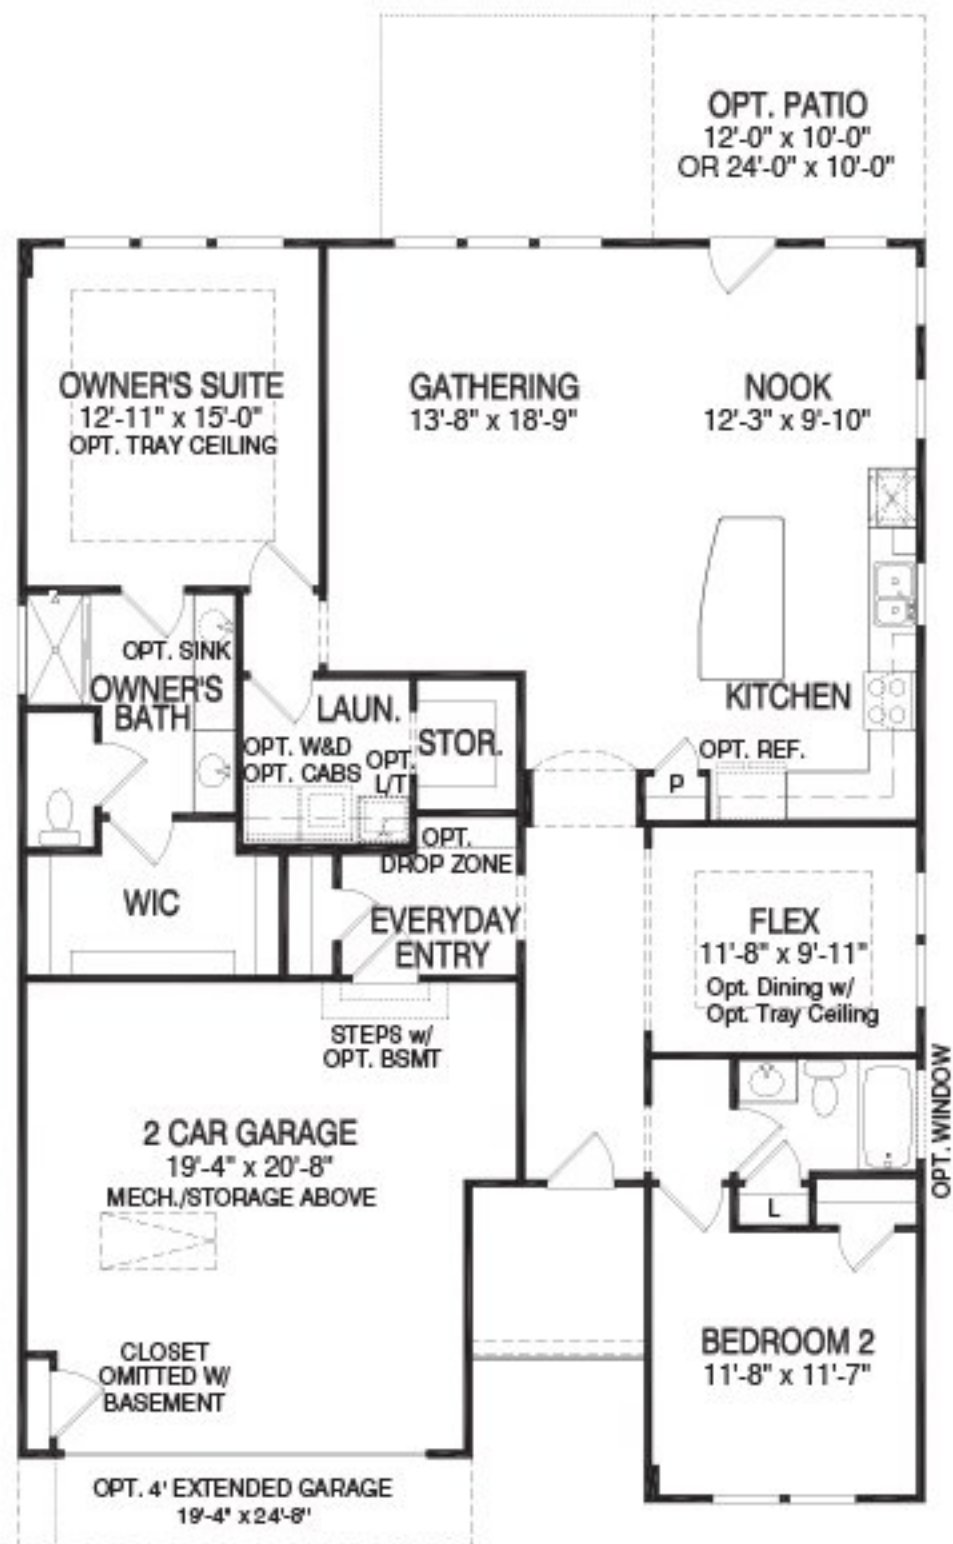 OPT. PATIO
12'-0" x 10'-0"
OR 24'-0" x 10'-0"
OWNER'S SUITE
12'-11" x 15'-0"
OPT. TRAY CEILING
GATHERING
13'-8" x 18'-9"
NOOK
12'-3" x 9'-10"
OPT. SINK
OWNER'S
BATH
LAUN.
OPT. W&D
OPT. CABS
OPT.
L/T
STOR.
KITCHEN
OPT. REF.
P
OPT.
DROP ZONE
WIC
EVERYDAY
ENTRY
FLEX
11'-8" x 9'-11"
Opt. Dining w/
Opt. Tray Ceiling
STEPS w/
OPT. BSMT
OPT. WINDOW
2 CAR GARAGE
19'-4" x 20'-8"
MECH./STORAGE ABOVE
L
BEDROOM 2
11'-8" x 11'-7"
CLOSET
OMITTED W/
BASEMENT
OPT. 4' EXTENDED GARAGE
19'-4" x 24'-8"